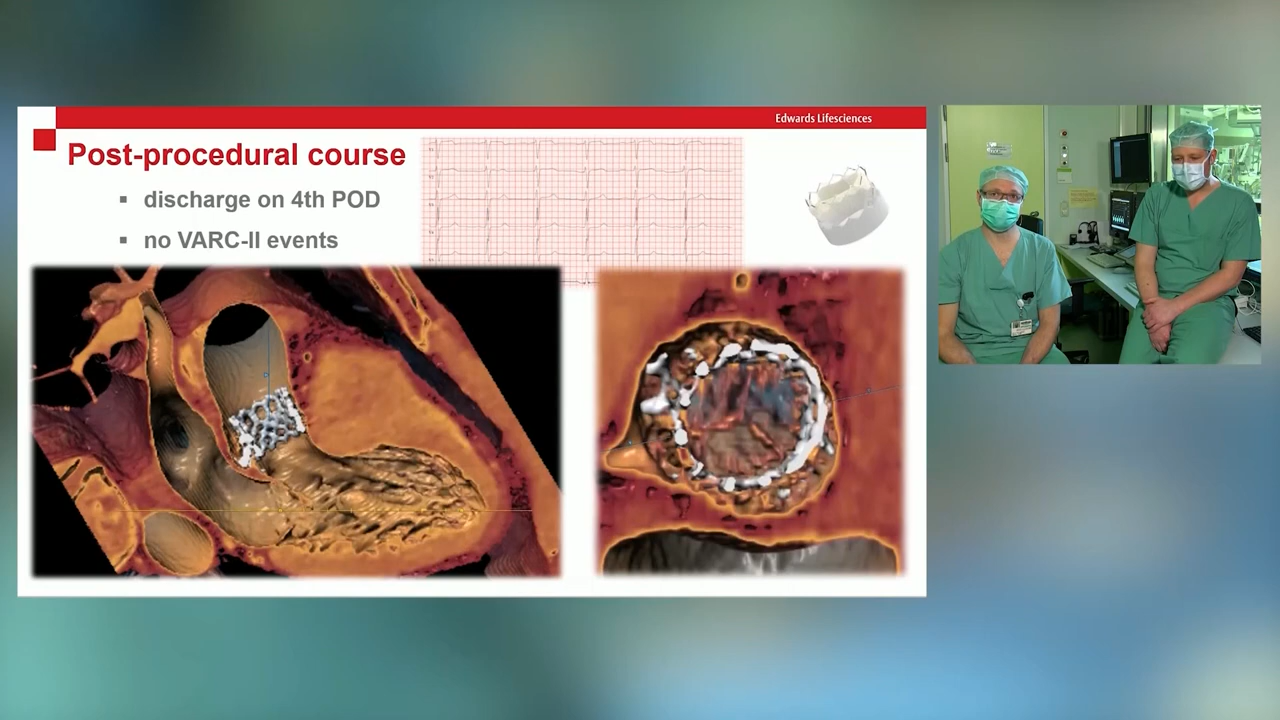 Edwards Lifesciences
Post-procedural course
▪ discharge on 4th POD
▪ no VARC-II events